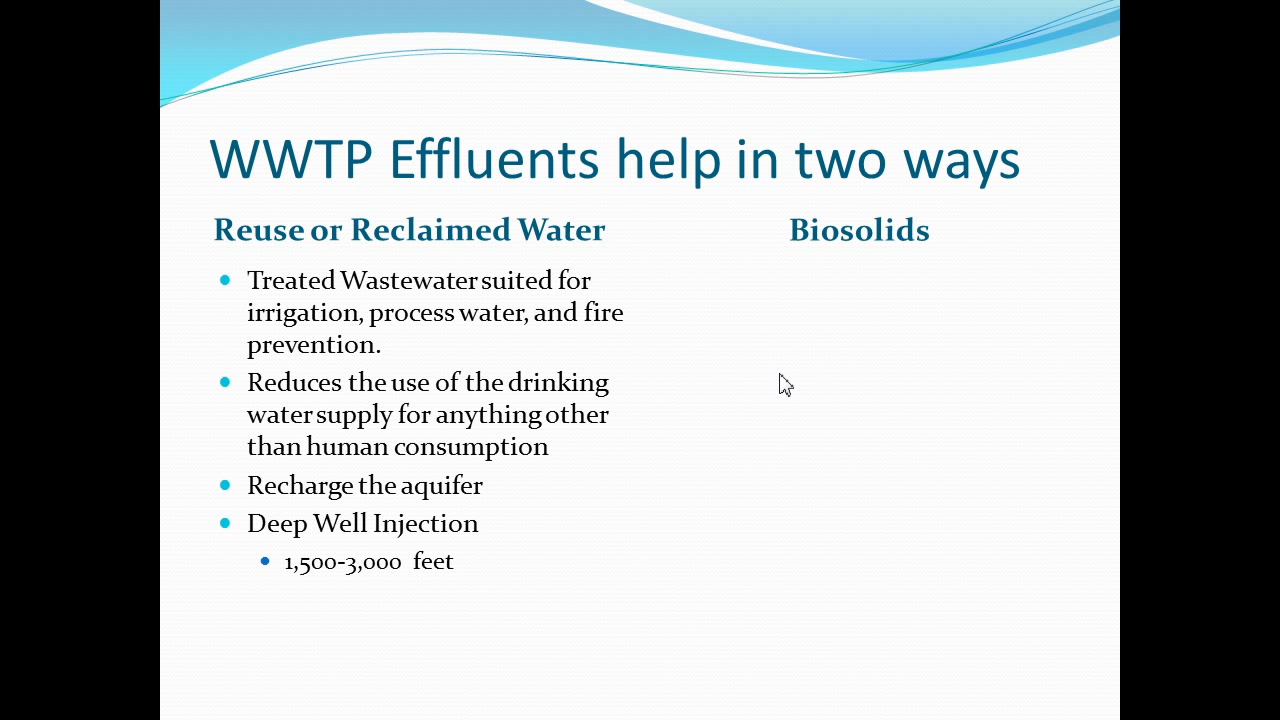 WWTP Effluents help in two ways
Reuse or Reclaimed Water
Biosolids
Treated Wastewater suited for
irrigation, process water, and fire
prevention.
Reduces the use of the drinking
water supply for anything other
than human consumption
Recharge the aquifer
Deep Well Injection
1,500-3,000 feet